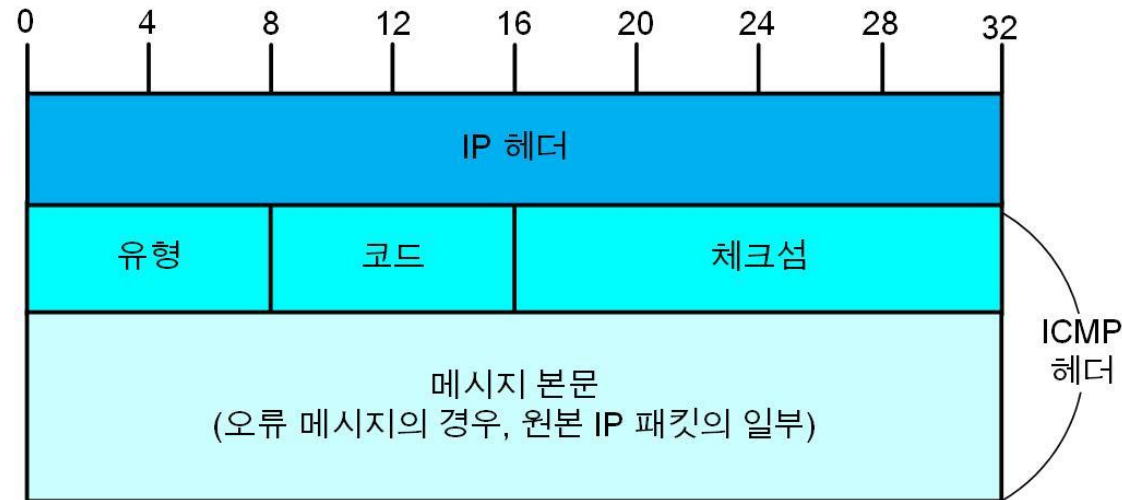 0 4 8 12 16 20 24 28 32
IP 헤더
유형 코드 체크섬
ICMP
헤더
메시지 본문
(오류 메시지의 경우, 원본 IP 패킷의 일부)